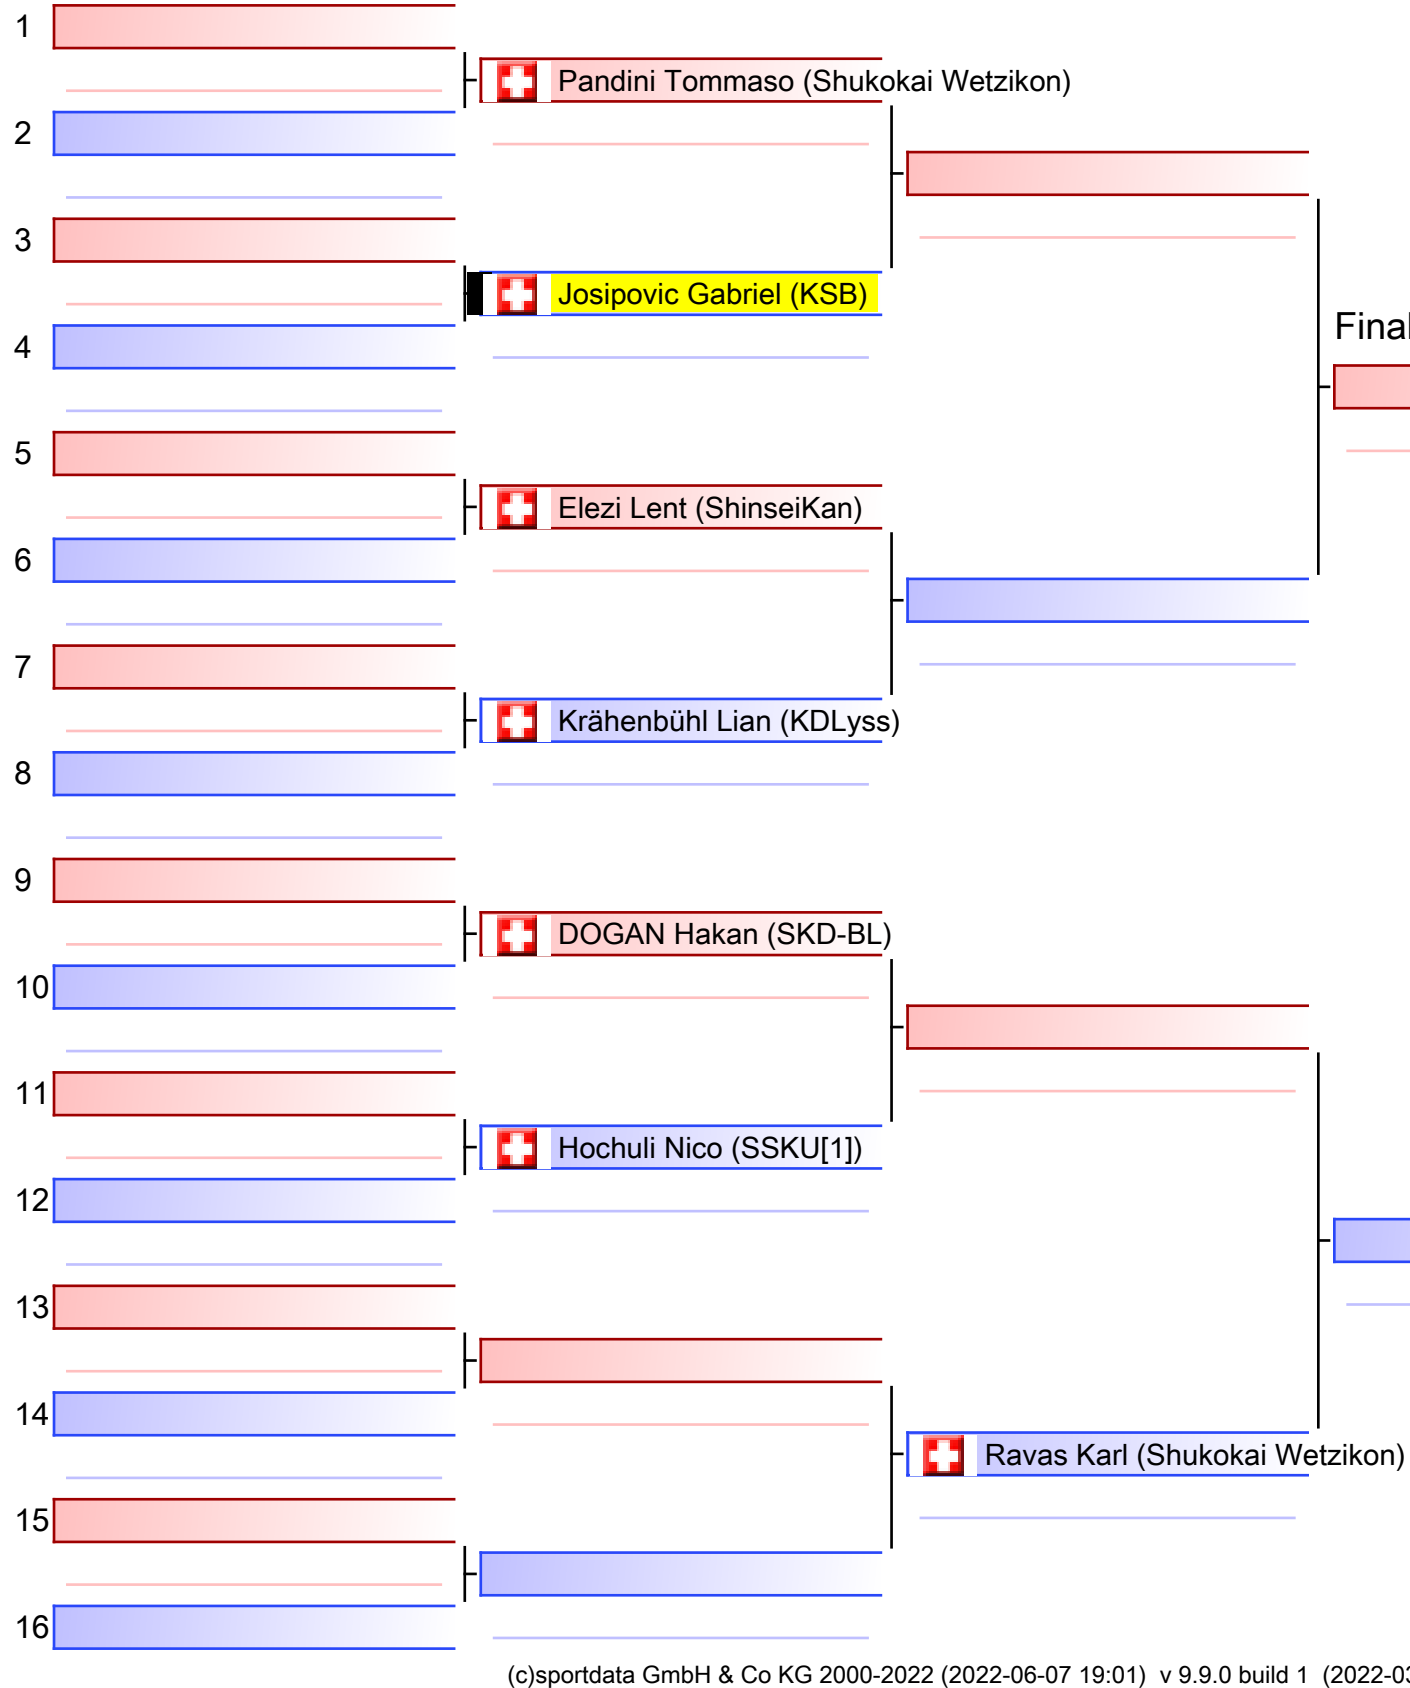 1
Pandini Tommaso (Shukokai Wetzikon)
2
3
Josipovic Gabriel (KSB)
4
Final
5
Elezi Lent (ShinseiKan)
6
7
Krähenbühl Lian (KDLyss)
8
9
DOGAN Hakan (SKD-BL)
10
11
Hochuli Nico (SSKU[1])
12
13
14
Ravas Karl (Shukokai Wetzikon)
15
16
(c)sportdata GmbH & Co KG 2000-2022 (2022-06-07 19:01) v 9.9.0 build 1 (2022-03